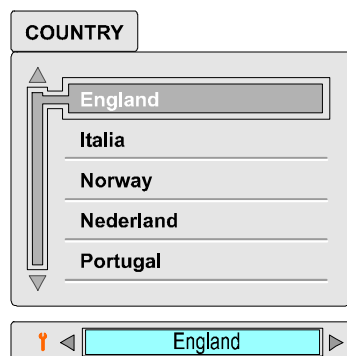 COUNTRY
England
Italia
Norway
Nederland
Portugal
England